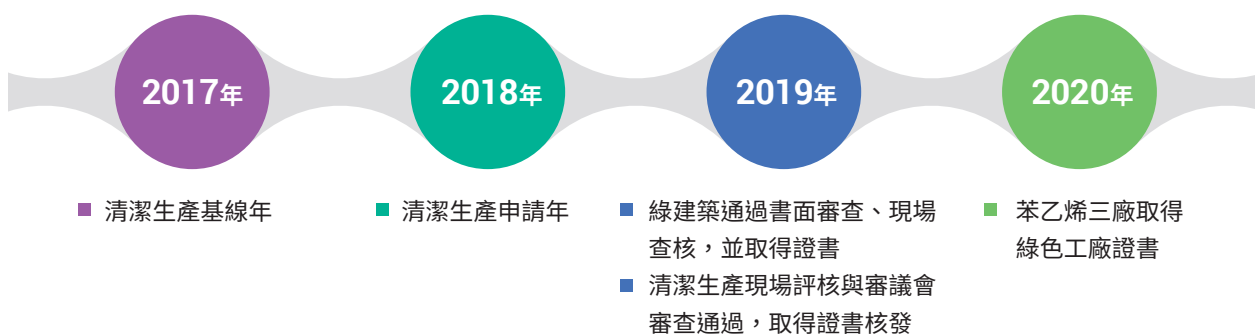 2017年
2018年
2019年
2020年
清潔生產基線年
清潔生產申請年
綠建築通過書面審查、現場
查核，並取得證書
清潔生產現場評核與審議會
審查通過，取得證書核發
苯乙烯三廠取得
綠色工廠證書